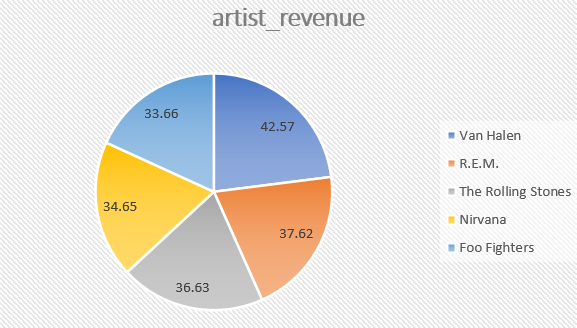 artist_revenue
33.66
42.57
34.65
37.62
36.63
Van Halen
R.E.M.
The Rolling Stones
Nirvana
Foo Fighters